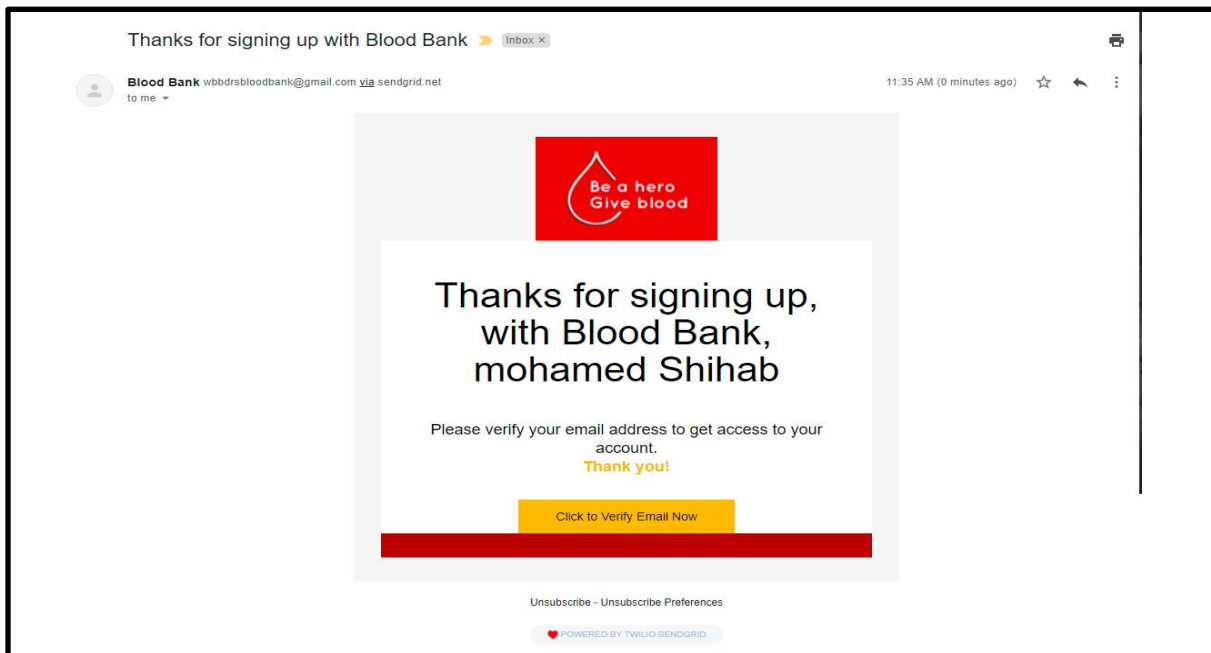 Thanks for signing up with Blood Bank Inbox ×
Blood Bank wbbdrsbloodbank@gmail.com via sendgrid.net 11:35 AM (0 minutes ago)
to me
Be a hero
Give blood
Thanks for signing up,
with Blood Bank,
mohamed Shihab
Please verify your email address to get access to your
account.
Thank you!
Click to Verify Email Now
Unsubscribe - Unsubscribe Preferences
POWERED BY TWILIO SENDGRID